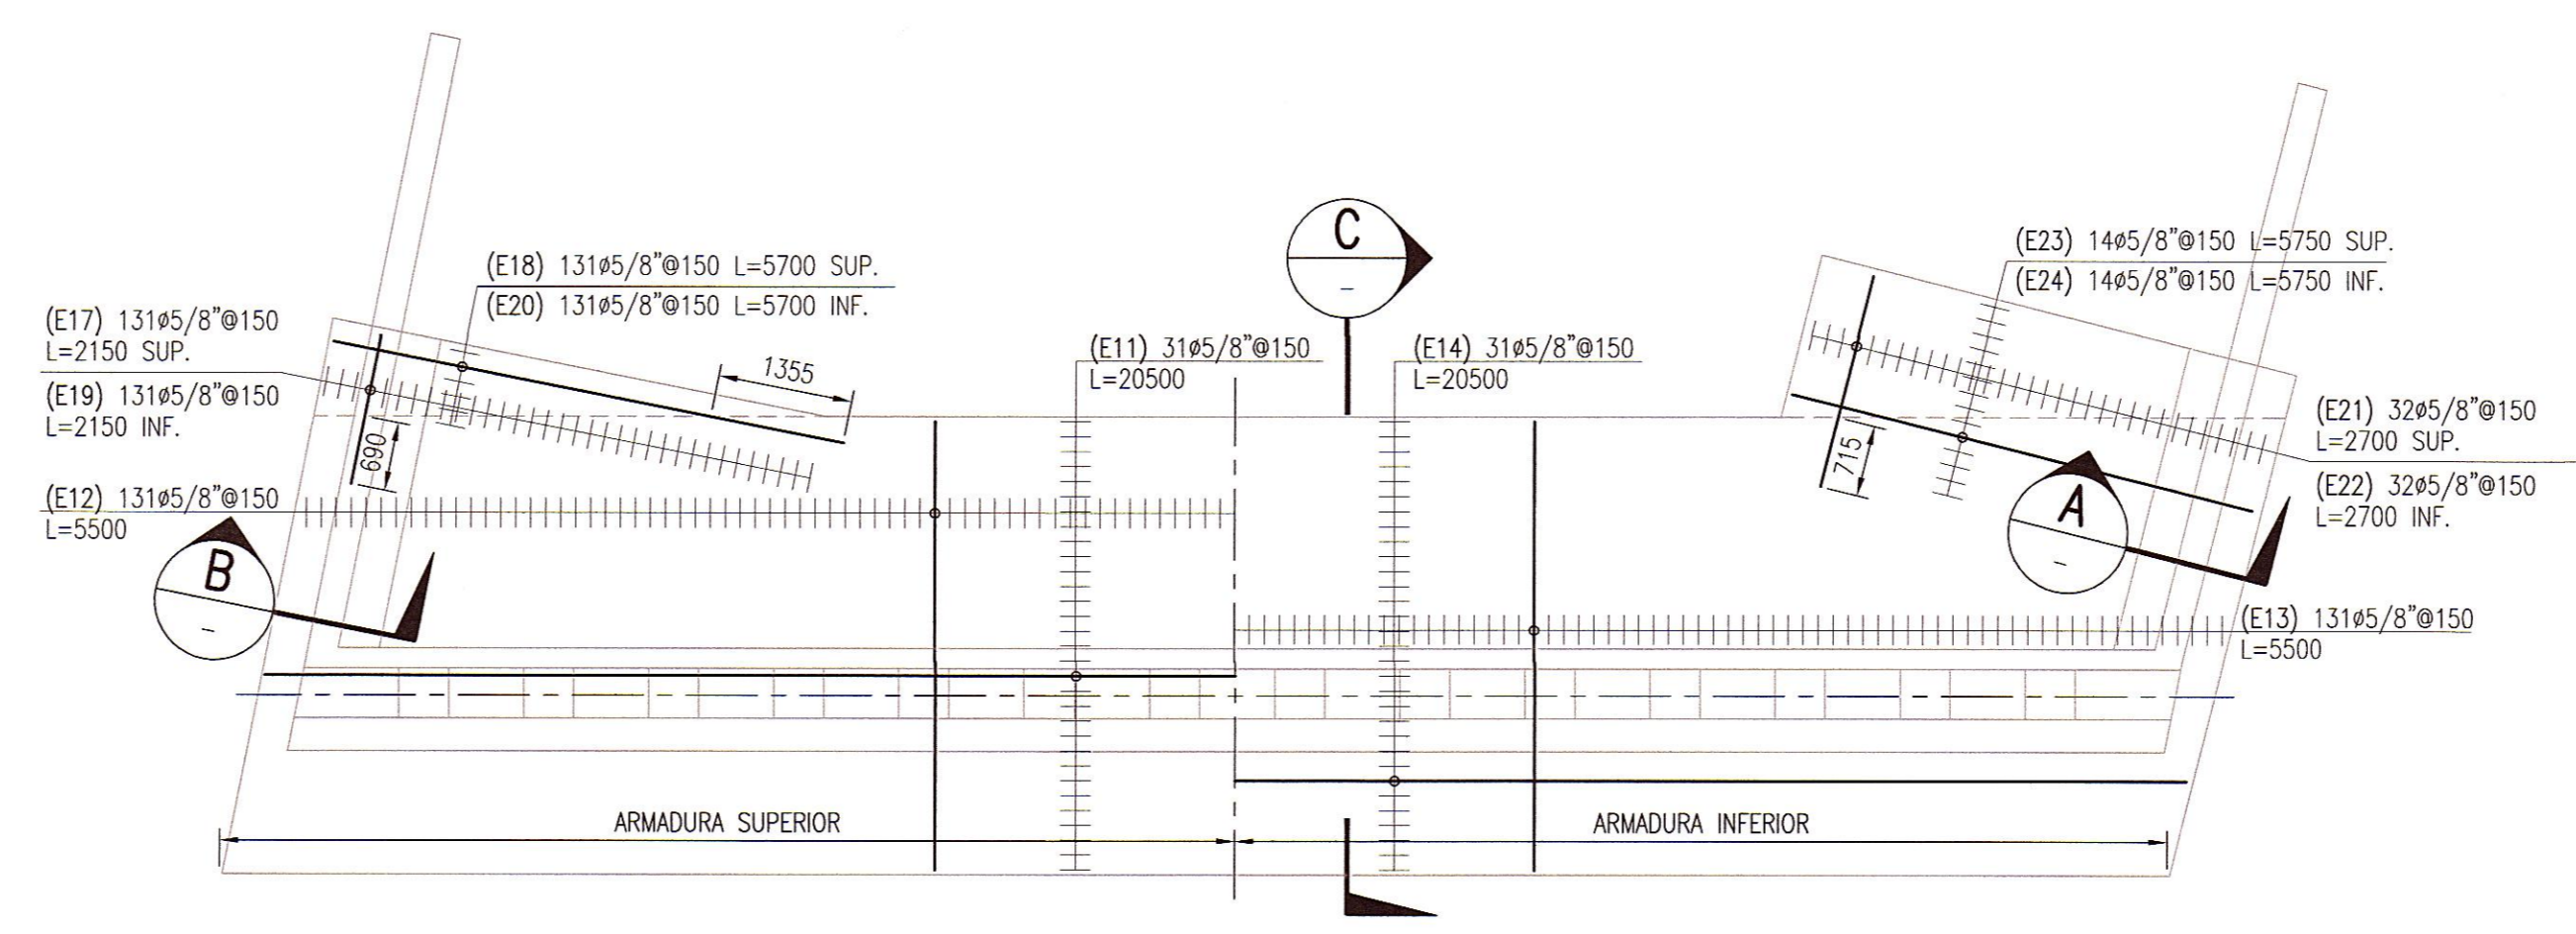 (E18) 131ø5/8"@150 L=5700 SUP.
(E20) 131ø5/8"@150 L=5700 INF.
(E17) 131ø5/8"@150
L=2150 SUP.
(E19) 131ø5/8"@150
L=2150 INF.
1355
690
(E12) 131ø5/8"@150
L=5500
B
-
(E11) 31ø5/8"@150
L=20500
C
-
(E14) 31ø5/8"@150
L=20500
(E23) 14ø5/8"@150 L=5750 SUP.
(E24) 14ø5/8"@150 L=5750 INF.
715
(E21) 32ø5/8"@150
L=2700 SUP.
(E22) 32ø5/8"@150
L=2700 INF.
A
-
(E13) 131ø5/8"@150
L=5500
ARMADURA SUPERIOR
ARMADURA INFERIOR